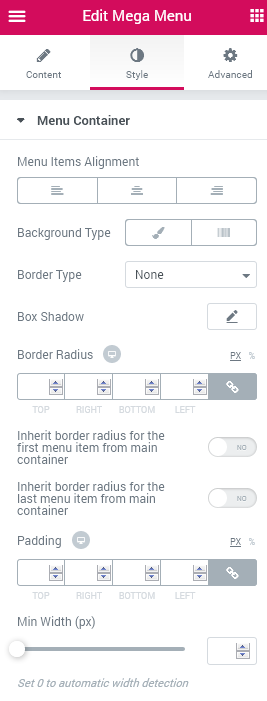 Edit Mega Menu
Content Style Advanced
Menu Container
Menu Items Alignment
Background Type
Border Type None
Box Shadow
Border Radius PX %
TOP RIGHT BOTTOM LEFT
Inherit border radius for the
first menu item from main
container
NO
Inherit border radius for the
last menu item from main
container
NO
Padding PX %
TOP RIGHT BOTTOM LEFT
Min Width (px)
Set 0 to automatic width detection